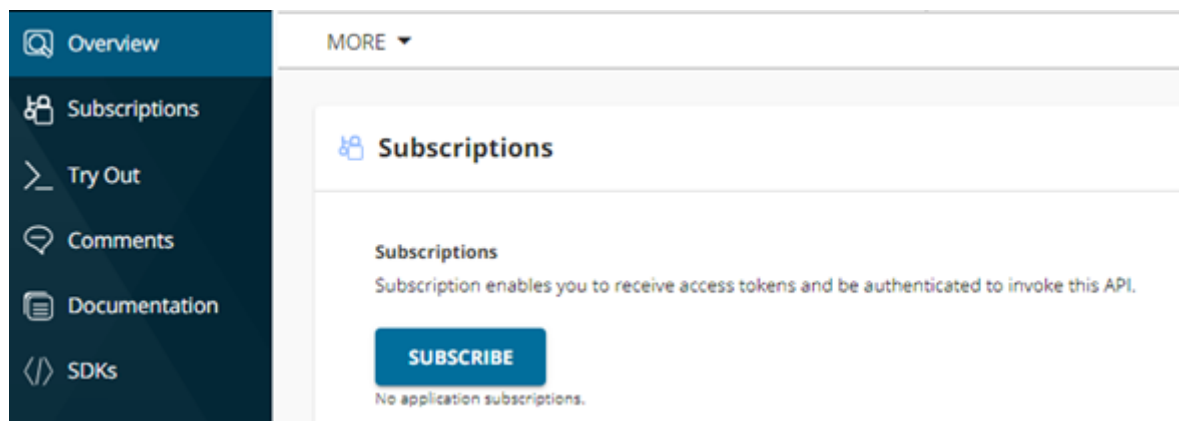 Overview
Subscriptions
Try Out
Comments
Documentation
SDKs
MORE
Subscriptions
Subscriptions
Subscription enables you to receive access tokens and be authenticated to invoke this API.
SUBSCRIBE
No application subscriptions.